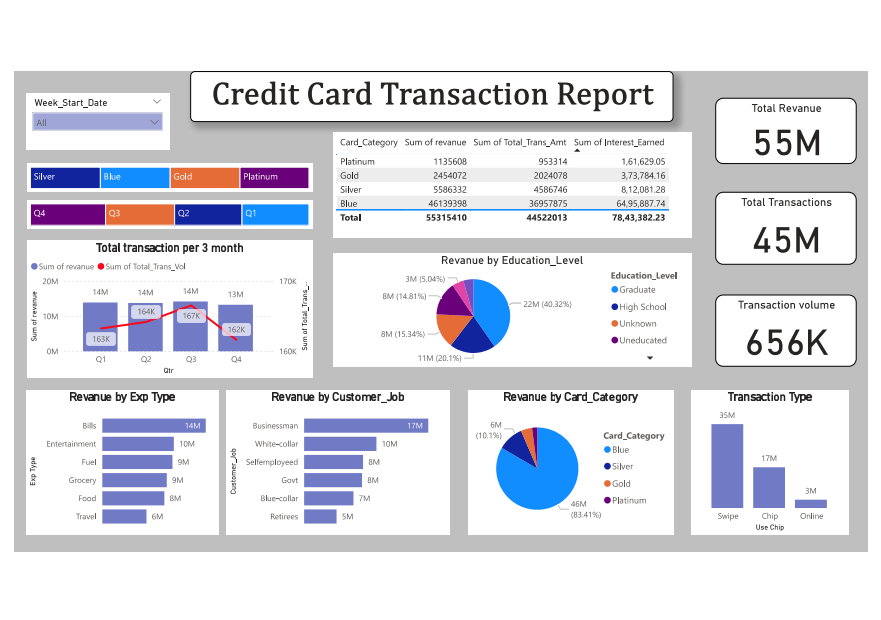 Credit Card Transaction Report
Week_Start_Date
All
Silver Blue Gold Platinum
Q4 Q3 Q2 Q1
Card_Category Sum of revanue Sum of Total_Trans_Amt Sum of Interest_Earned
Platinum 1135608 953314 1,61,629.05
Gold 2454072 2024078 3,73,784.16
Silver 5586332 4586746 8,12,081.28
Blue 46139398 36957875 64,95,887.74
Total 55315410 44522013 78,43,382.23
Total Revanue
55M
Total Transactions
45M
Transaction volume
656K
Total transaction per 3 month
Sum of revanue Sum of Total_Trans_Vol
Sum of revanue
20M
10M
0M
14M 14M 14M 13M
163K 164K 167K 162K
170K
160K
Sum of Total_Trans_...
Q1 Q2 Q3 Q4
Qtr
Revanue by Education_Level
3M (5.04%)
8M (14.81%)
8M (15.34%)
11M (20.1%)
22M (40.32%)
Education_Level
Graduate
High School
Unknown
Uneducated
Revanue by Exp Type
Exp Type
Bills 14M
Entertainment 10M
Fuel 9M
Grocery 9M
Food 8M
Travel 6M
Revanue by Customer_Job
Customer_Job
Businessman 17M
White-collar 10M
Selfemployeed 8M
Govt 8M
Blue-collar 7M
Retirees 5M
Revanue by Card_Category
6M
(10.1%)
46M
(83.41%)
Card_Category
Blue
Silver
Gold
Platinum
Transaction Type
35M
17M
3M
Swipe Chip Online
Use Chip